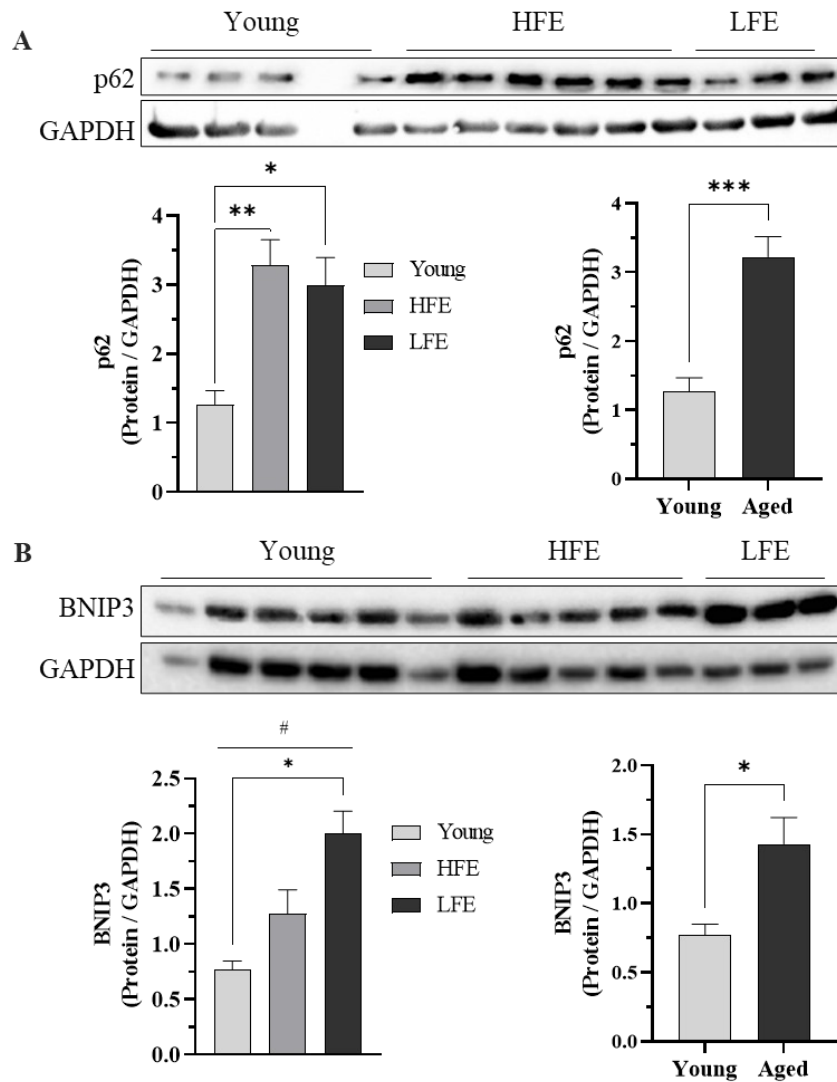 A
Young HFE LFE
p62
GAPDH
p62
(Protein / GAPDH)
4
3
2
1
0
*
**
Young
HFE
LFE
p62
(Protein / GAPDH)
4
3
2
1
0
***
Young Aged
B
Young HFE LFE
BNIP3
GAPDH
BNIP3
(Protein / GAPDH)
2.5
2.0
1.5
1.0
0.5
0.0
#
*
Young
HFE
LFE
BNIP3
(Protein / GAPDH)
2.0
1.5
1.0
0.5
0.0
*
Young Aged